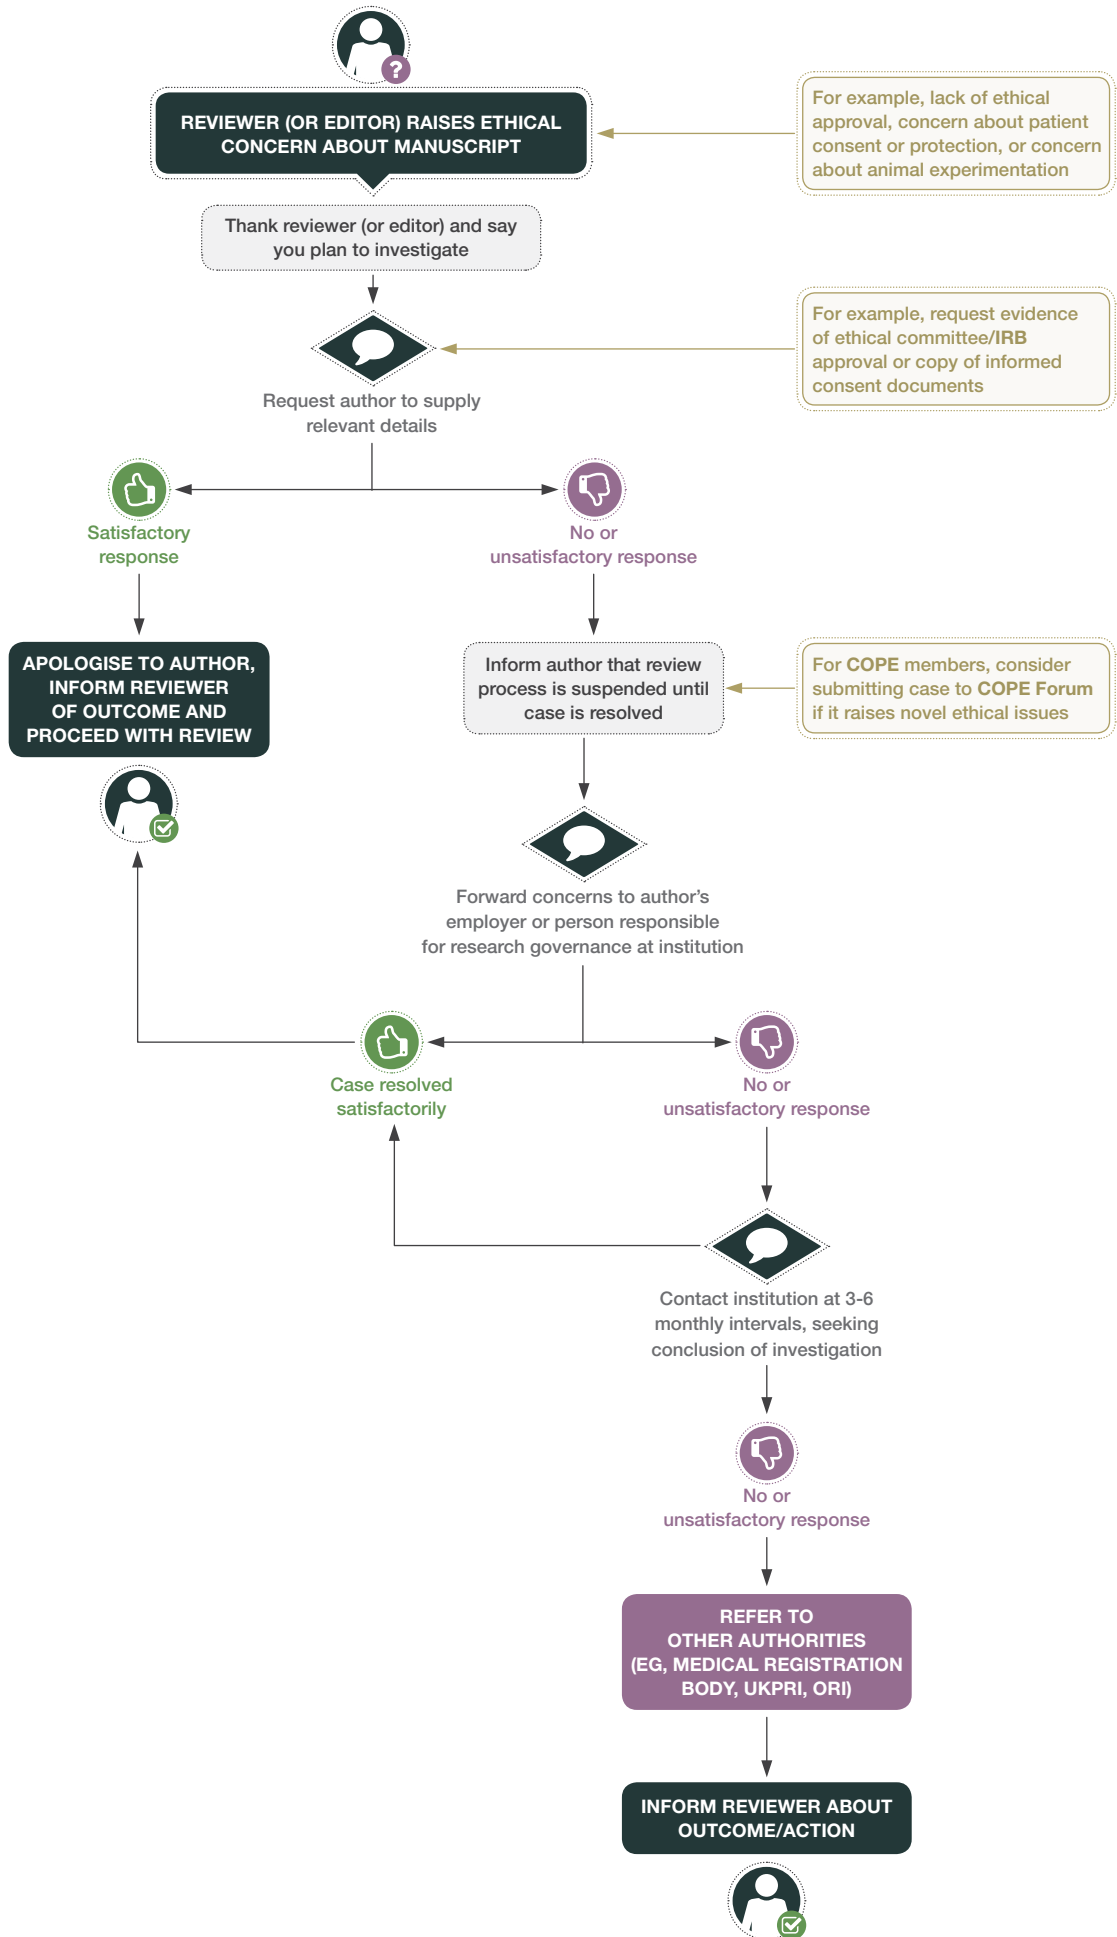 ?
REVIEWER (OR EDITOR) RAISES ETHICAL
CONCERN ABOUT MANUSCRIPT
For example, lack of ethical
approval, concern about patient
consent or protection, or concern
about animal experimentation
Thank reviewer (or editor) and say
you plan to investigate
For example, request evidence
of ethical committee/IRB
approval or copy of informed
consent documents
Request author to supply
relevant details
Satisfactory
response
No or
unsatisfactory response
APOLOGISE TO AUTHOR,
INFORM REVIEWER
OF OUTCOME AND
PROCEED WITH REVIEW
Inform author that review
process is suspended until
case is resolved
For COPE members, consider
submitting case to COPE Forum
if it raises novel ethical issues
Forward concerns to author's
employer or person responsible
for research governance at institution
Case resolved
satisfactorily
No or
unsatisfactory response
Contact institution at 3-6
monthly intervals, seeking
conclusion of investigation
No or
unsatisfactory response
REFER TO
OTHER AUTHORITIES
(EG, MEDICAL REGISTRATION
BODY, UKPRI, ORI)
INFORM REVIEWER ABOUT
OUTCOME/ACTION